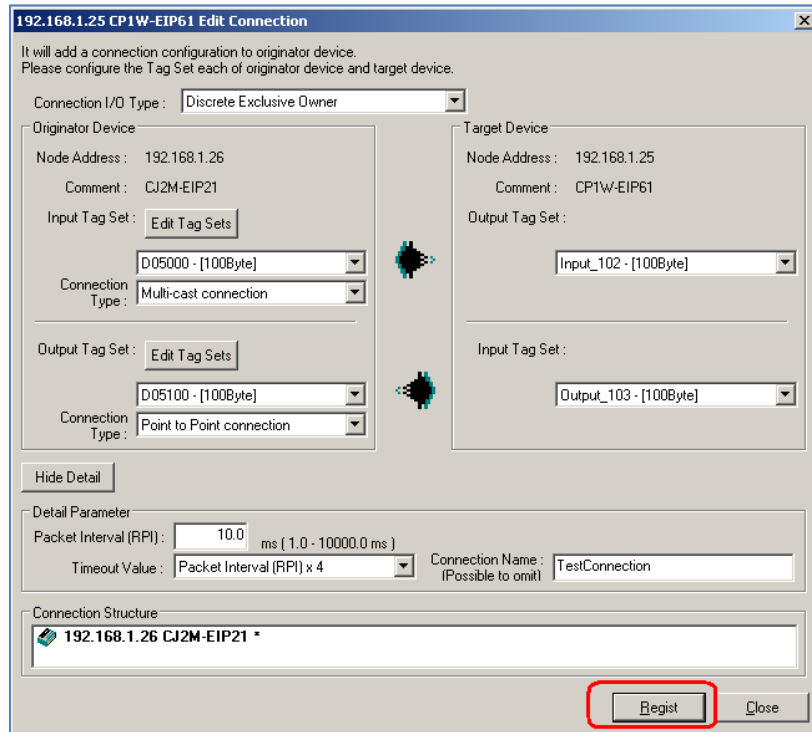 192.168.1.25 CP1W-EIP61 Edit Connection
It will add a connection configuration to originator device.
Please configure the Tag Set each of originator device and target device.
Connection I/O Type : Discrete Exclusive Owner
Originator Device
Node Address : 192.168.1.26
Comment : CJ2M-EIP21
Input Tag Set : Edit Tag Sets
D05000 - [100Byte]
Connection Type : Multi-cast connection
Output Tag Set : Edit Tag Sets
D05100 - [100Byte]
Connection Type : Point to Point connection
Target Device
Node Address : 192.168.1.25
Comment : CP1W-EIP61
Output Tag Set :
Input_102 - [100Byte]
Input Tag Set :
Output_103 - [100Byte]
Hide Detail
Detail Parameter
Packet Interval (RPI) : 10.0 ms ( 1.0 - 10000.0 ms )
Timeout Value : Packet Interval (RPI) x 4
Connection Name : (Possible to omit) TestConnection
Connection Structure
192.168.1.26 CJ2M-EIP21 *
Regist
Close